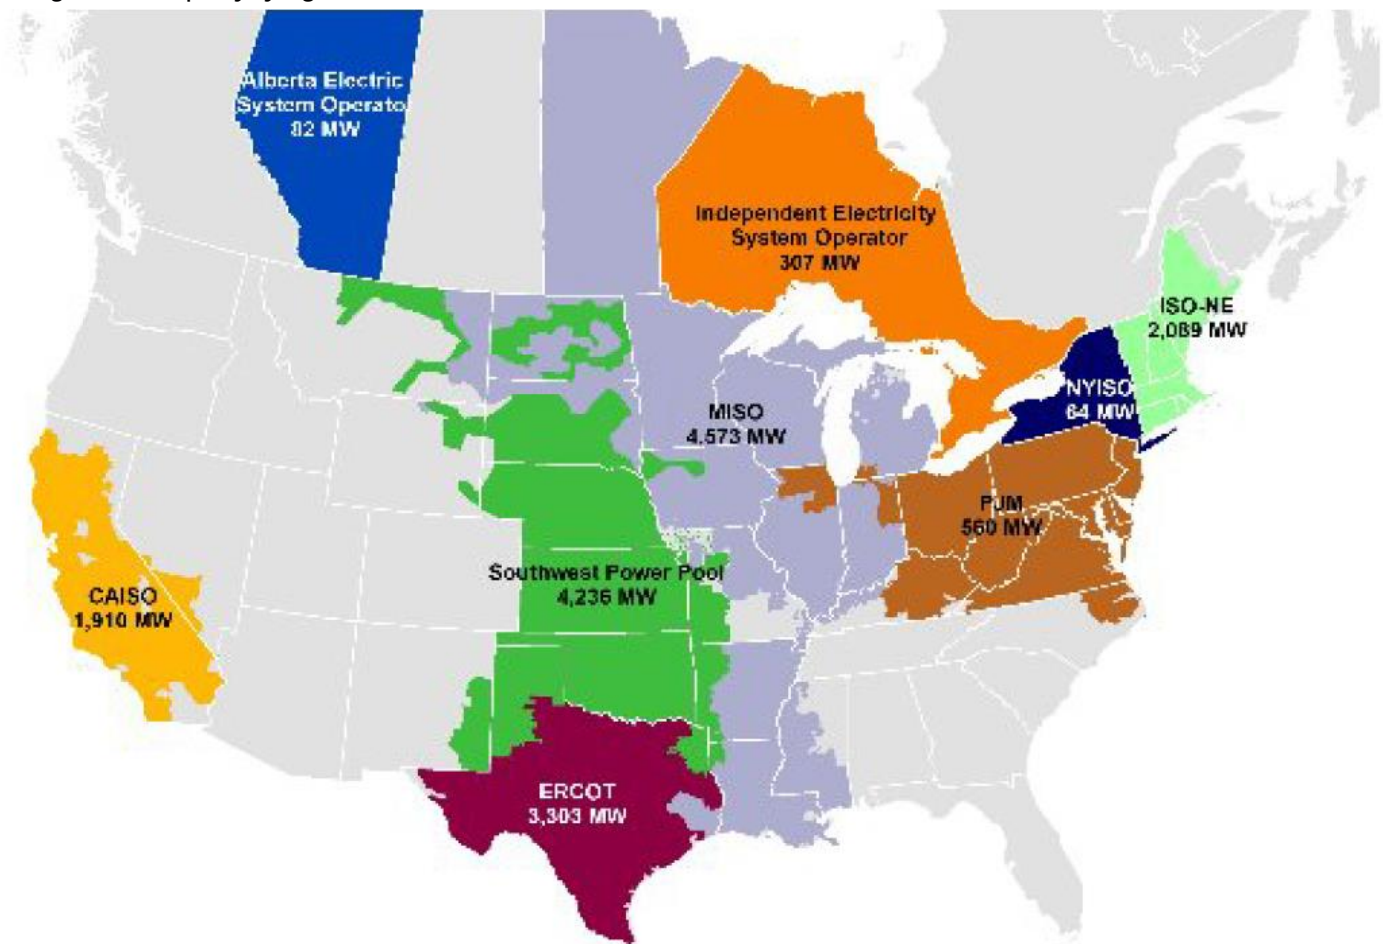 Alberta Electric
System Operato
82 MW
Independent Electricity
System Operator
307 MW
ISO-NE
2,089 MW
NYISO
64 MW
MISO
4,573 MW
PJM
560 MW
Southwest Power Pool
4,236 MW
CAISO
1,910 MW
ERCOT
3,303 MW